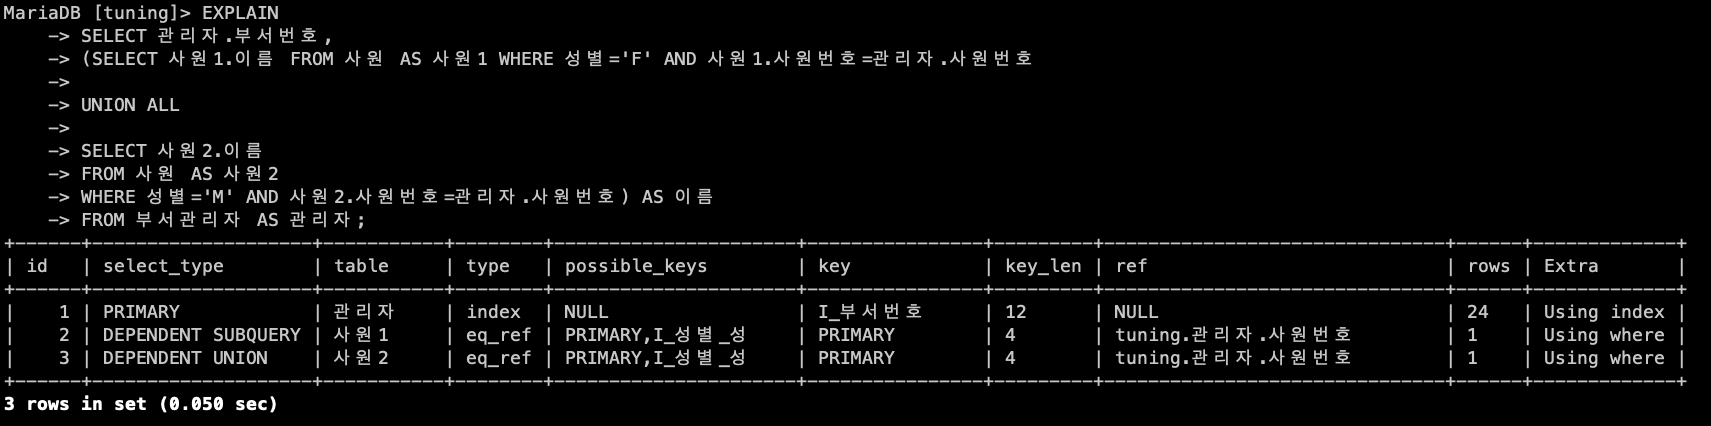 MariaDB [tuning]> EXPLAIN
    -> SELECT 관리자.부서번호,
    -> (SELECT 사원1.이름 FROM 사원 AS 사원1 WHERE 성별='F' AND 사원1.사원번호=관리자.사원번호
    ->
    -> UNION ALL
    ->
    -> SELECT 사원2.이름
    -> FROM 사원 AS 사원2
    -> WHERE 성별='M' AND 사원2.사원번호=관리자.사원번호) AS 이름
    -> FROM 부서관리자 AS 관리자;
+------+--------------------+-----------+--------+---------------------+---------------+---------+------------------------------+------+-------------+
| id   | select_type        | table     | type   | possible_keys       | key           | key_len | ref                          | rows | Extra       |
+------+--------------------+-----------+--------+---------------------+---------------+---------+------------------------------+------+-------------+
|    1 | PRIMARY            | 관리자    | index  | NULL                | I_부서번호    | 12      | NULL                         | 24   | Using index |
|    2 | DEPENDENT SUBQUERY | 사원1     | eq_ref | PRIMARY,I_성별_성   | PRIMARY       | 4       | tuning.관리자.사원번호       | 1    | Using where |
|    3 | DEPENDENT UNION    | 사원2     | eq_ref | PRIMARY,I_성별_성   | PRIMARY       | 4       | tuning.관리자.사원번호       | 1    | Using where |
+------+--------------------+-----------+--------+---------------------+---------------+---------+------------------------------+------+-------------+
3 rows in set (0.050 sec)